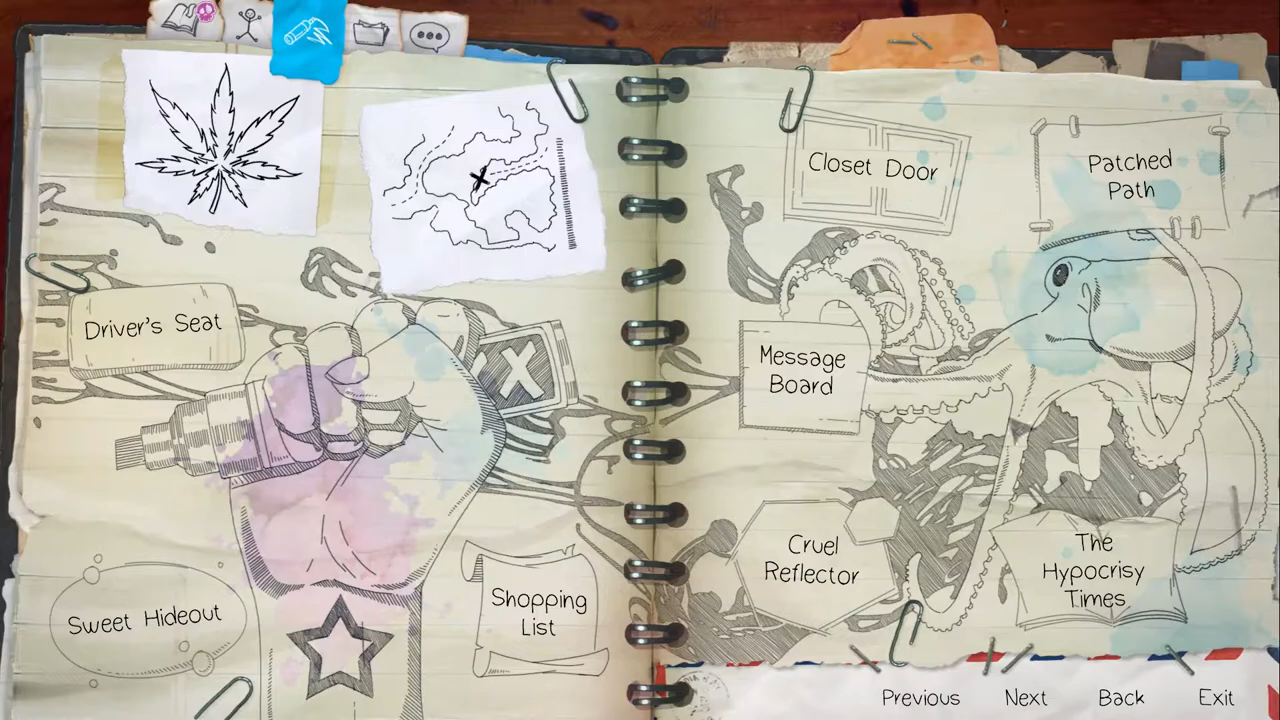 Driver's Seat
Sweet Hideout
Shopping
List
Closet Door
Patched
Path
Message
Board
Cruel
Reflector
The
Hypocrisy
Times
Previous
Next
Back
Exit